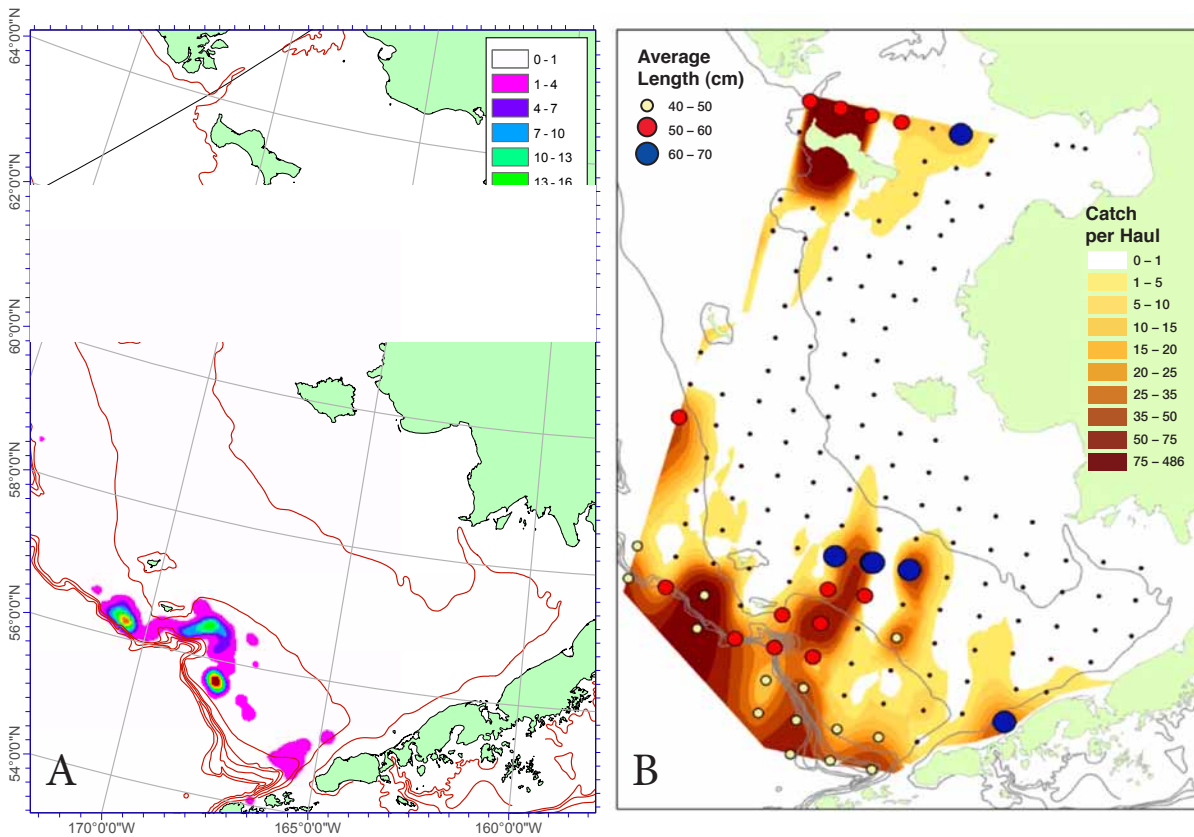 64°0'0"N
62°0'0"N
60°0'0"N
58°0'0"N
56°0'0"N
54°0'0"N
170°0'0"W
165°0'0"W
160°0'0"W
0 - 1
1 - 4
4 - 7
7 - 10
10 - 13
13 - 16
A
Average
Length (cm)
40 – 50
50 – 60
60 – 70
Catch
per Haul
0 – 1
1 – 5
5 – 10
10 – 15
15 – 20
20 – 25
25 – 35
35 – 50
50 – 75
75 – 486
B